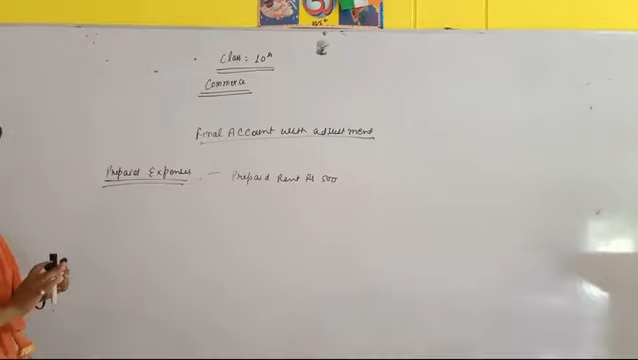 Class: 10th
Commerce
Final Account with adjustment
Prepaid Expenses :- Prepaid Rent Rs 500